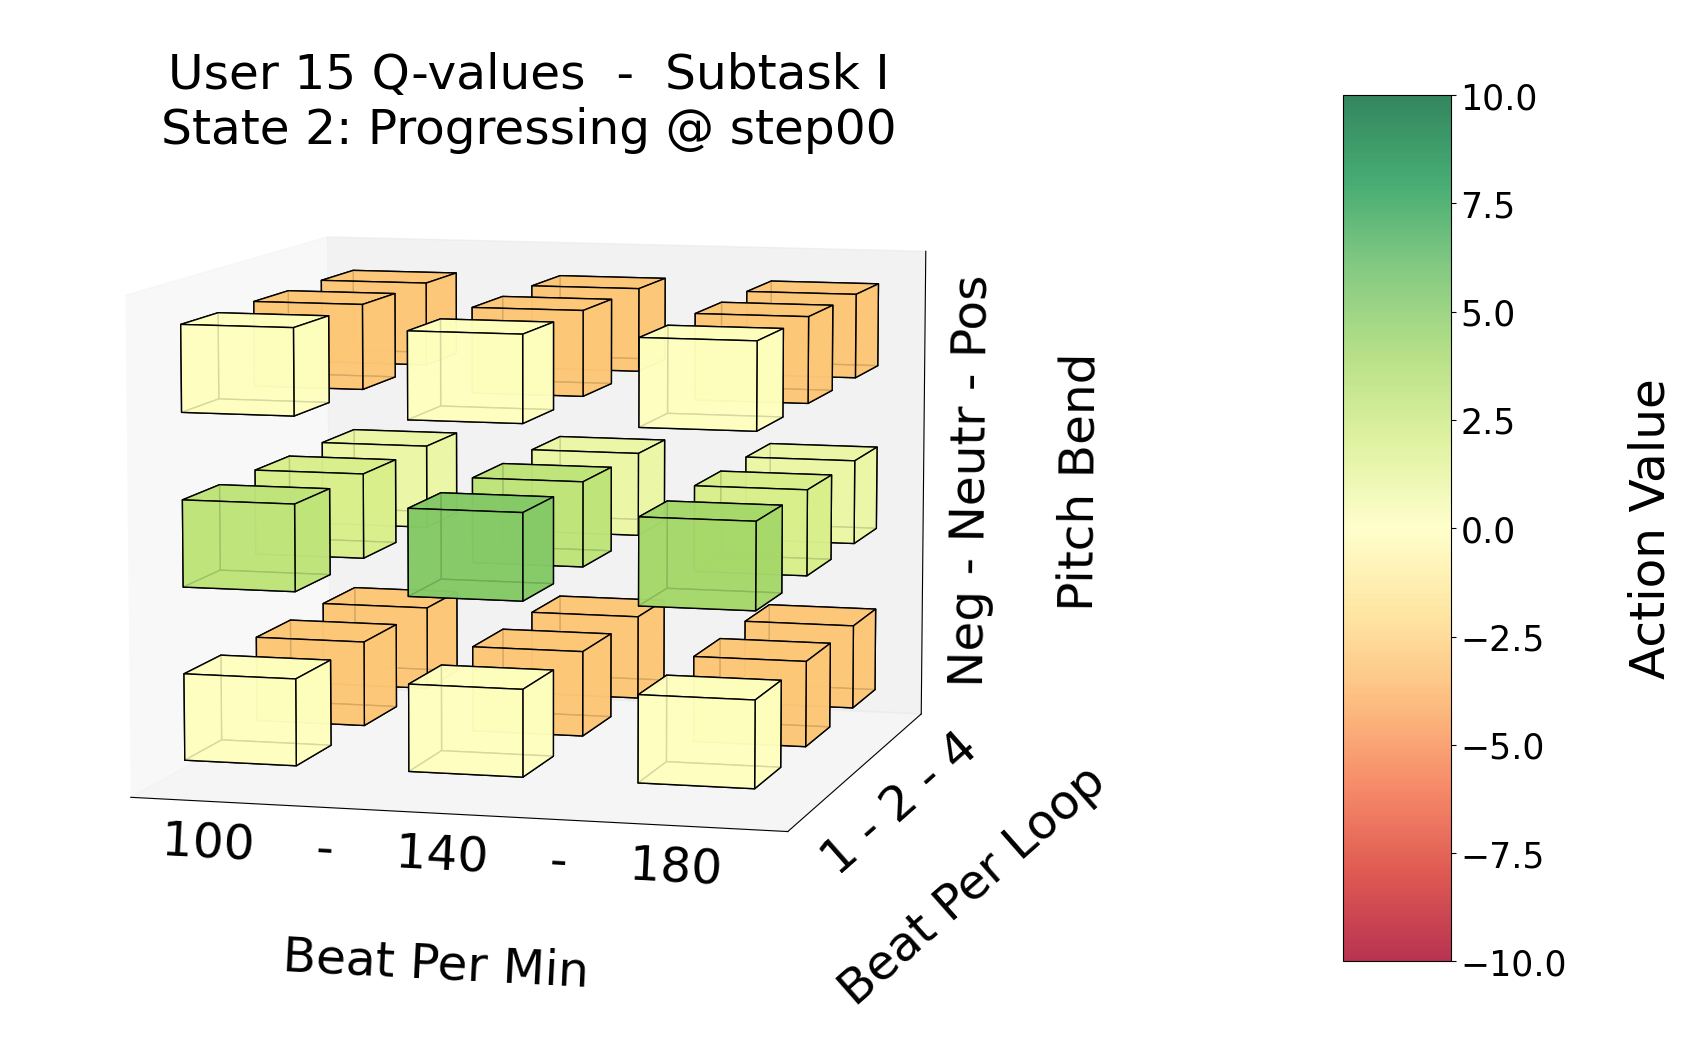 User 15 Q-values  -  Subtask I
State 2: Progressing @ step00
Neg - Neutr - Pos
Pitch Bend
1 - 2 - 4
Beat Per Loop
100 - 140 - 180
Beat Per Min
10.0
7.5
5.0
2.5
0.0
−2.5
−5.0
−7.5
−10.0
Action Value